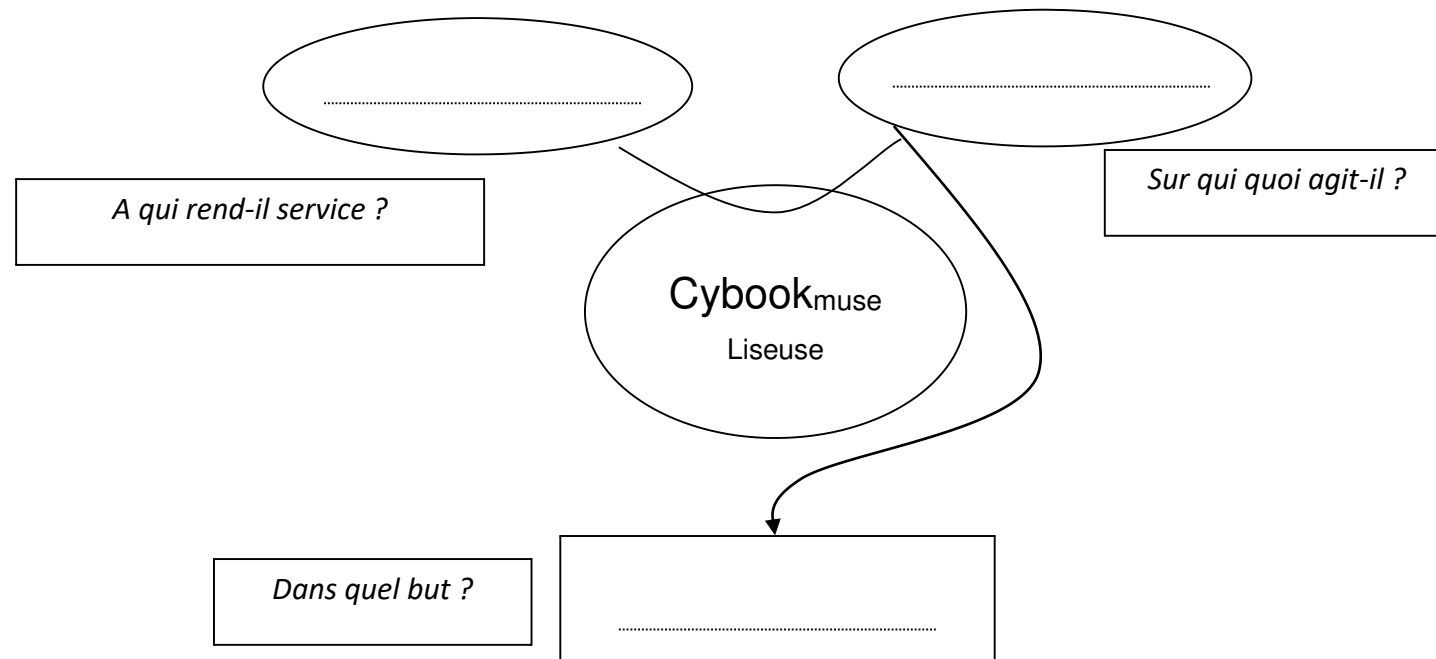 A qui rend-il service ?
Sur qui quoi agit-il ?
Cybookmuse
Liseuse
Dans quel but ?